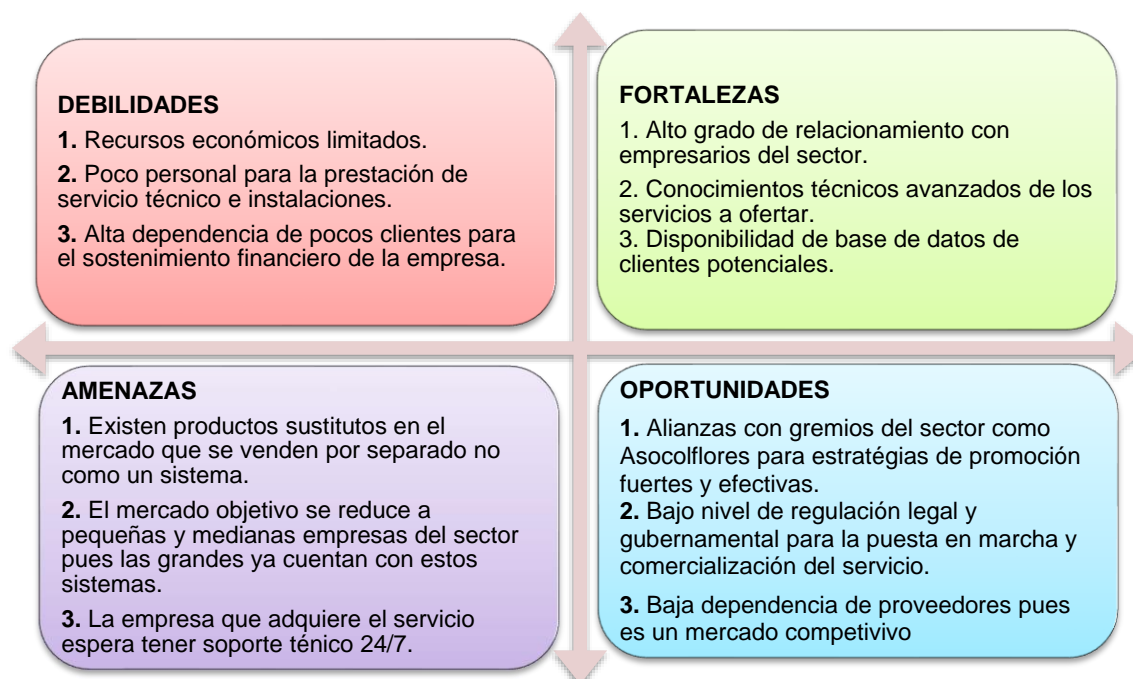 DEBILIDADES
1. Recursos económicos limitados.
2. Poco personal para la prestación de
servicio técnico e instalaciones.
3. Alta dependencia de pocos clientes para
el sostenimiento financiero de la empresa.
FORTALEZAS
1. Alto grado de relacionamiento con
empresarios del sector.
2. Conocimientos técnicos avanzados de los
servicios a ofertar.
3. Disponibilidad de base de datos de
clientes potenciales.
AMENAZAS
1. Existen productos sustitutos en el
mercado que se venden por separado no
como un sistema.
2. El mercado objetivo se reduce a
pequeñas y medianas empresas del sector
pues las grandes ya cuentan con estos
sistemas.
3. La empresa que adquiere el servicio
espera tener soporte ténico 24/7.
OPORTUNIDADES
1. Alianzas con gremios del sector como
Asocolflores para estratégias de promoción
fuertes y efectivas.
2. Bajo nivel de regulación legal y
gubernamental para la puesta en marcha y
comercialización del servicio.
3. Baja dependencia de proveedores pues
es un mercado competivivo